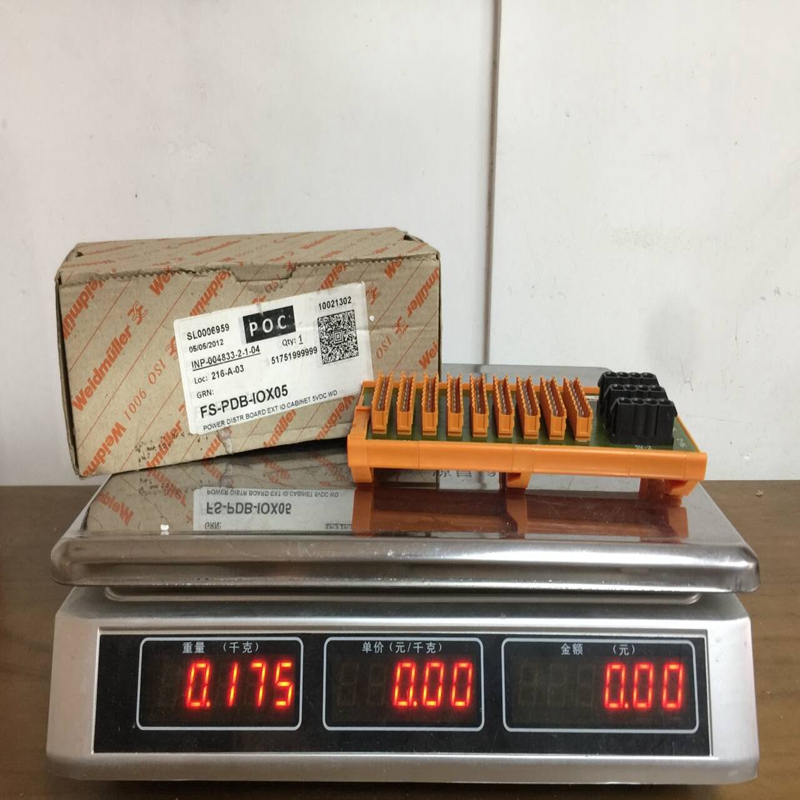 Weidmüller
ISO 9001
Weidmüller
Weidmüller
SL0006959
05/05/2012
POC
10021302
INP-004833-2-1-04
Qty: 1
Loc: 216-A-03
51751999999
GRN:
FS-PDB-IOX05
POWER DISTR BOARD EXT IO CABINET 5VDC WD
重量 （千克）
单价（元/千克）
金额 （元）
0.175
0.00
0.00